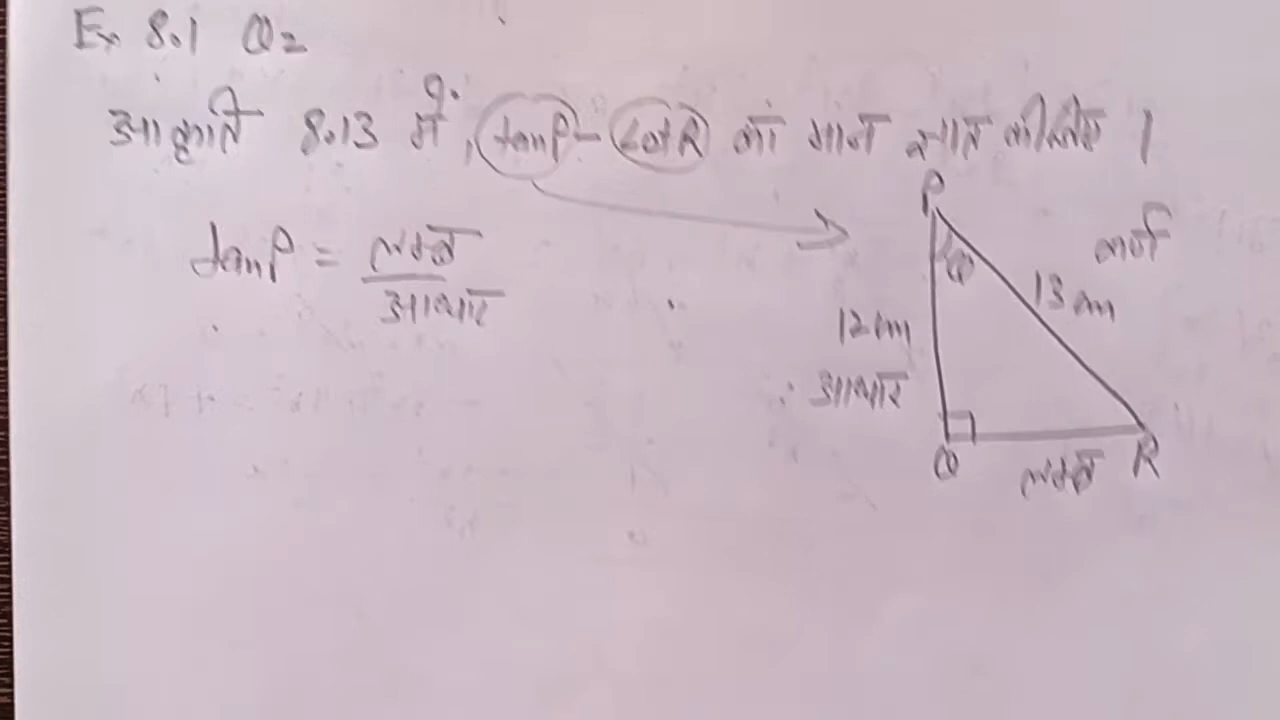 Ex 8.1 Q2
आकृति 8.13 में, tanP - cotR का मान ज्ञात कीजिए ।
tanP = लम्ब
आधार
P
कर्ण
θ
13 cm
12 cm
आधार
Q
लम्ब
R